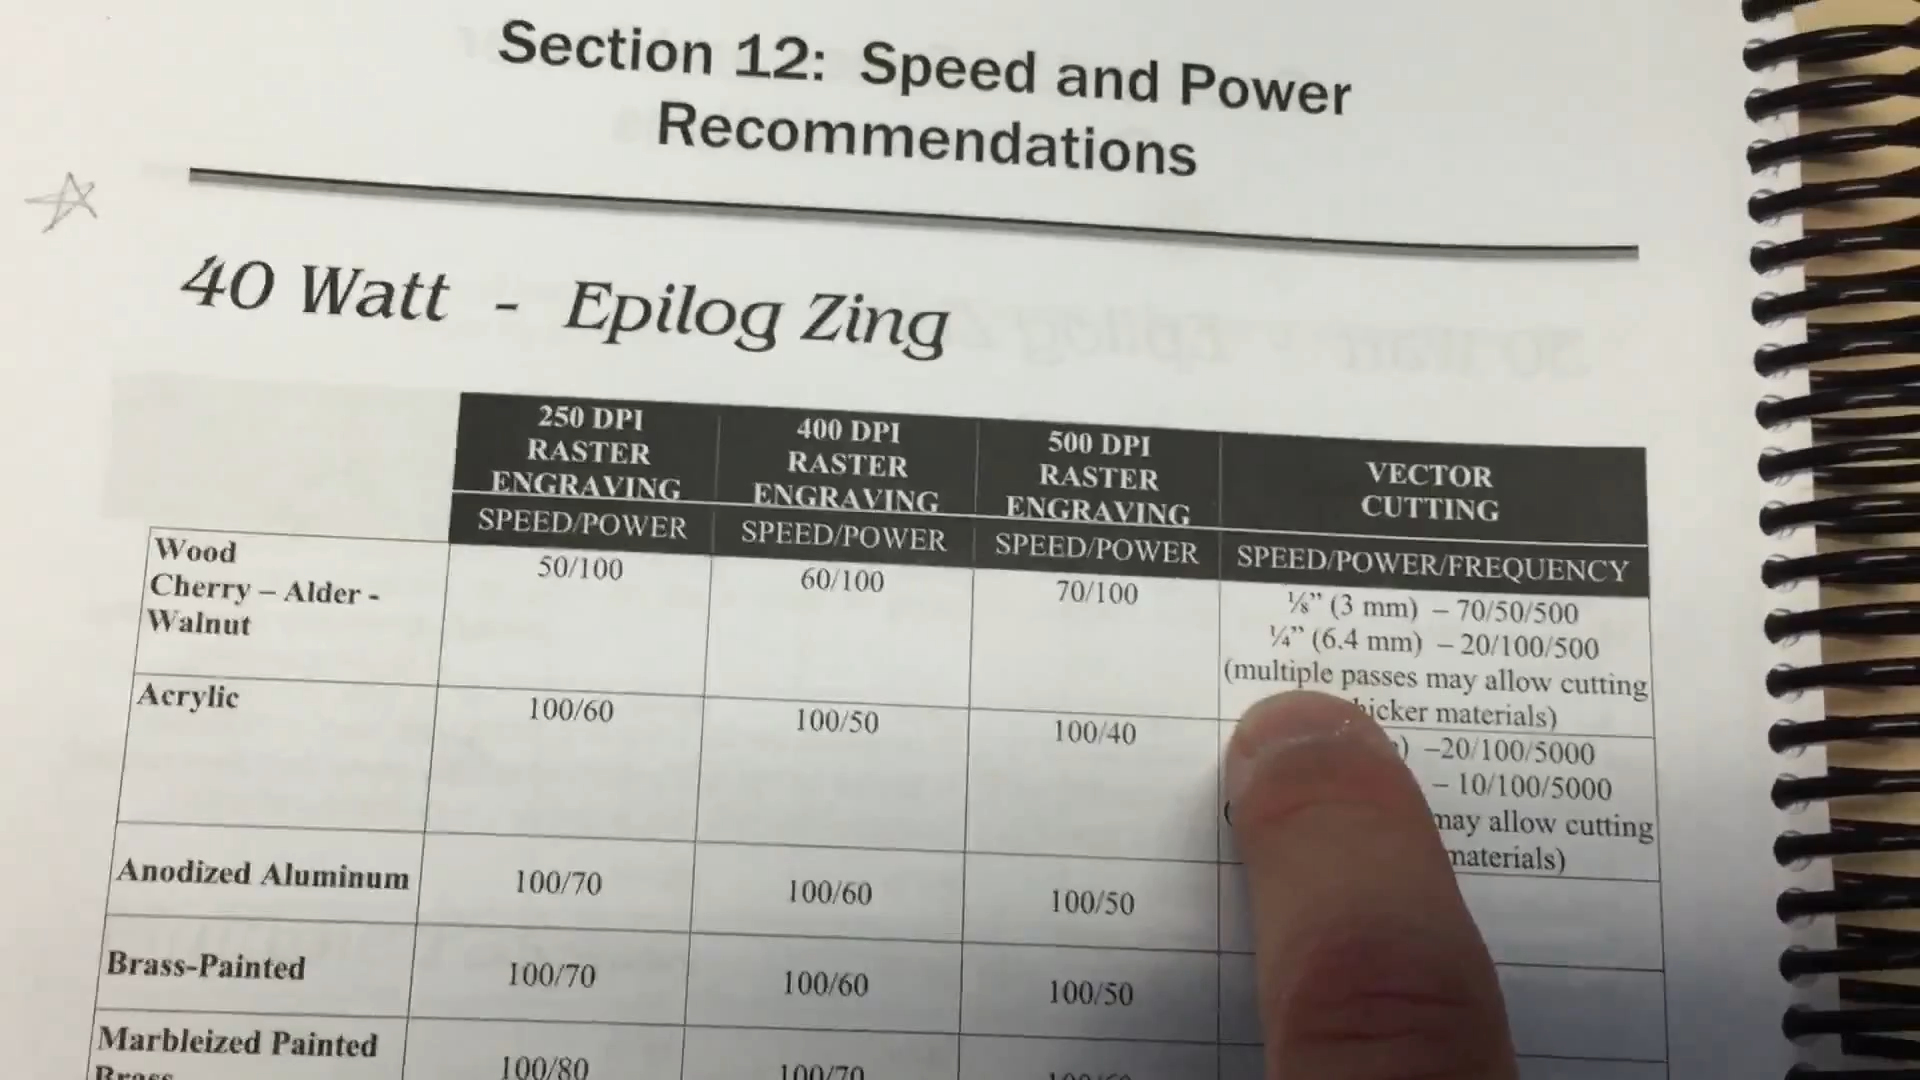 Section 12: Speed and Power
Recommendations
40 Watt - Epilog Zing
250 DPI
RASTER
ENGRAVING
400 DPI
RASTER
ENGRAVING
500 DPI
RASTER
ENGRAVING
VECTOR
CUTTING
SPEED/POWER
SPEED/POWER
SPEED/POWER
SPEED/POWER/FREQUENCY
Wood
Cherry – Alder -
Walnut
50/100
60/100
70/100
⅛” (3 mm) – 70/50/500
¼” (6.4 mm) – 20/100/500
(multiple passes may allow cutting
materials)
Acrylic
100/60
100/50
100/40
–20/100/5000
– 10/100/5000
may allow cutting
materials)
Anodized Aluminum
100/70
100/60
100/50
Brass-Painted
100/70
100/60
100/50
Marbleized Painted
Brass
100/80
100/70